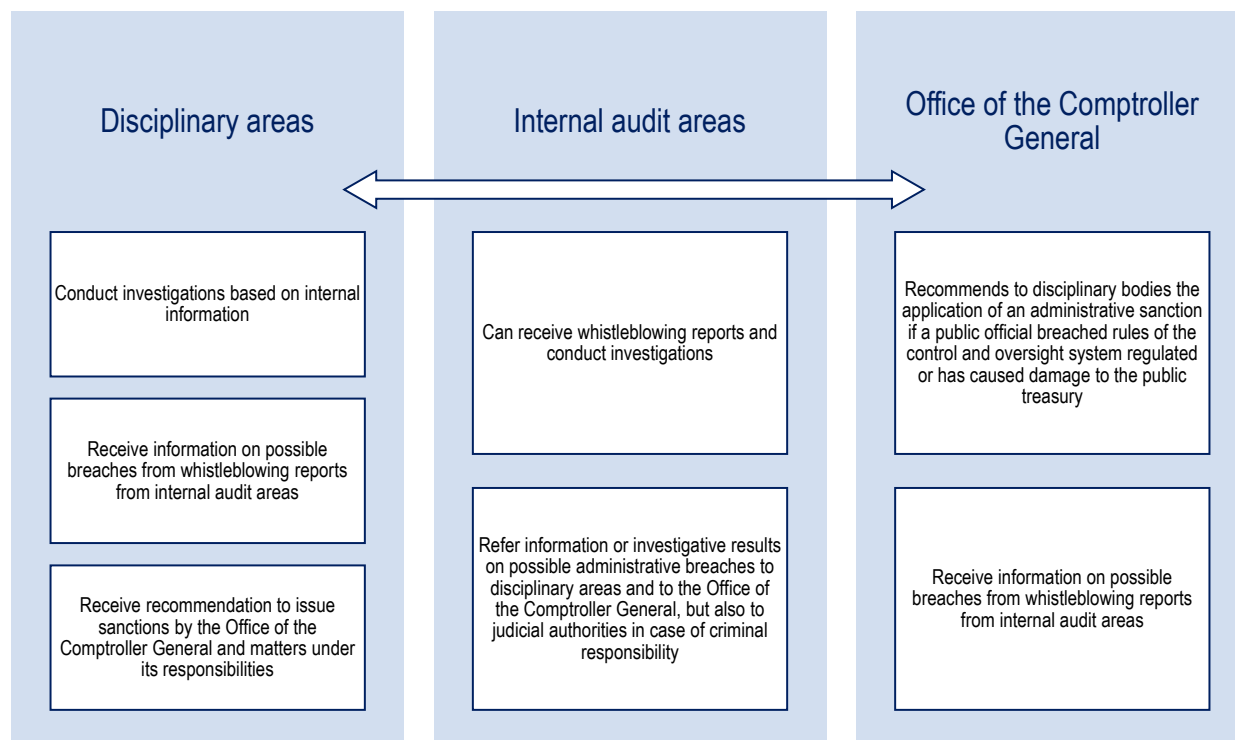 Disciplinary areas
Conduct investigations based on internal
information
Receive information on possible
breaches from whistleblowing reports
from internal audit areas
Receive recommendation to issue
sanctions by the Office of the
Comptroller General and matters under
its responsibilities
Internal audit areas
Can receive whistleblowing reports and
conduct investigations
Refer information or investigative results
on possible administrative breaches to
disciplinary areas and to the Office of
the Comptroller General, but also to
judicial authorities in case of criminal
responsibility
Office of the Comptroller
General
Recommends to disciplinary bodies the
application of an administrative sanction
if a public official breached rules of the
control and oversight system regulated
or has caused damage to the public
treasury
Receive information on possible
breaches from whistleblowing reports
from internal audit areas